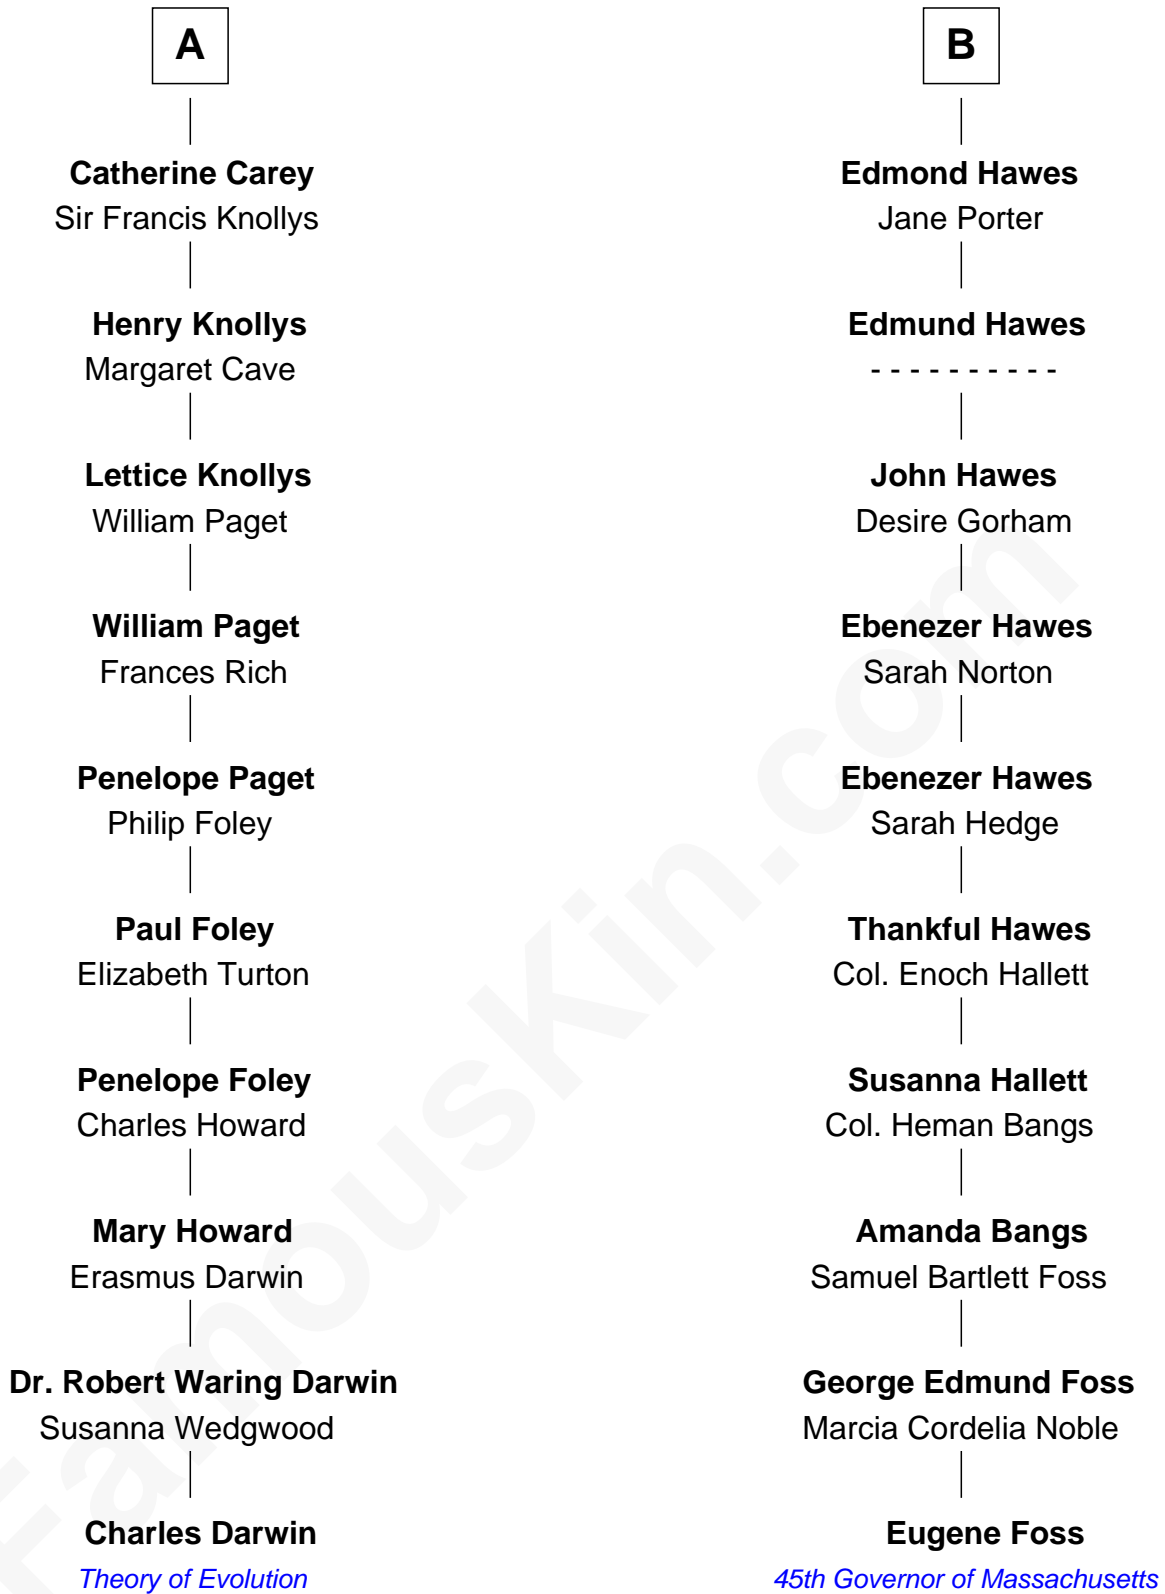 A
Catherine Carey
Sir Francis Knollys
Henry Knollys
Margaret Cave
Lettice Knollys
William Paget
William Paget
Frances Rich
Penelope Paget
Philip Foley
Paul Foley
Elizabeth Turton
Penelope Foley
Charles Howard
Mary Howard
Erasmus Darwin
Dr. Robert Waring Darwin
Susanna Wedgwood
Charles Darwin
Theory of Evolution
B
Edmond Hawes
Jane Porter
Edmund Hawes
- - - - - - - - - -
John Hawes
Desire Gorham
Ebenezer Hawes
Sarah Norton
Ebenezer Hawes
Sarah Hedge
Thankful Hawes
Col. Enoch Hallett
Susanna Hallett
Col. Heman Bangs
Amanda Bangs
Samuel Bartlett Foss
George Edmund Foss
Marcia Cordelia Noble
Eugene Foss
45th Governor of Massachusetts
FamousKin.com